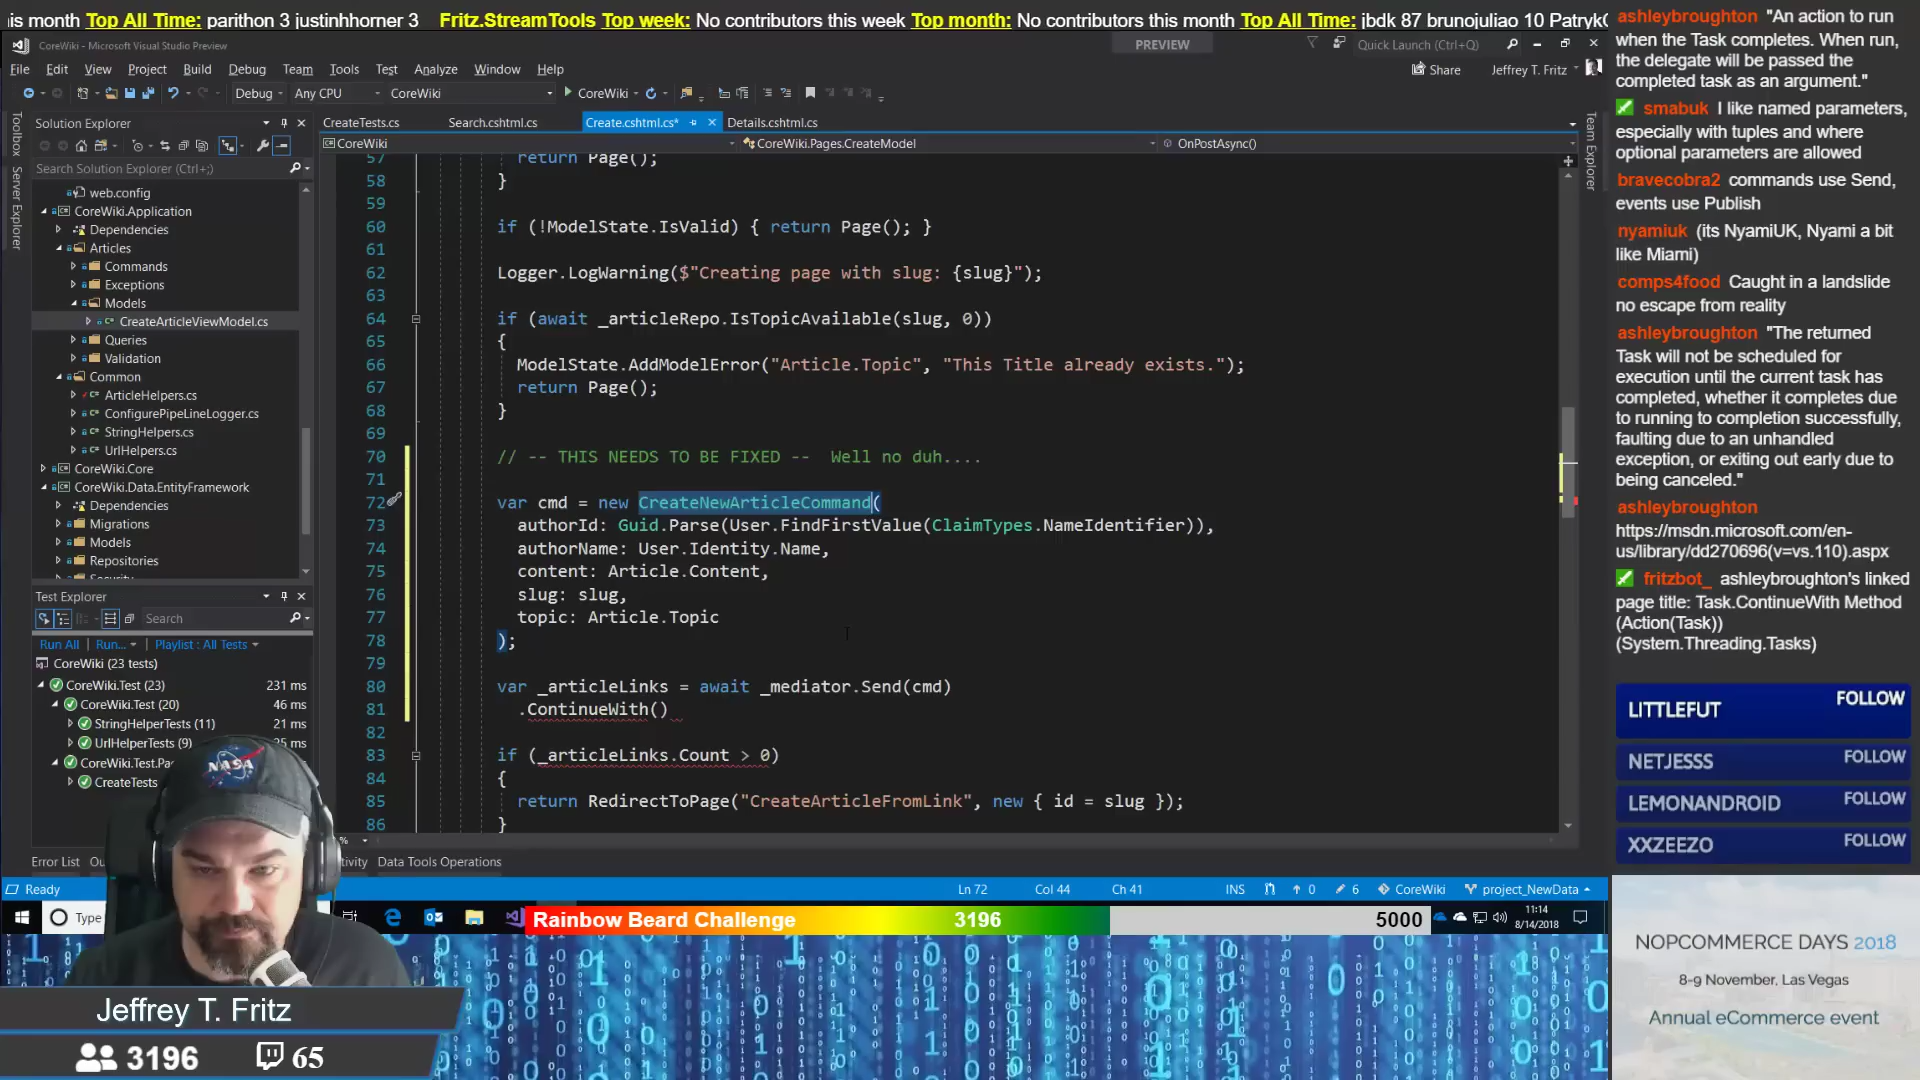 is month Top All Time: parithon 3 justinhhorner 3 Fritz.StreamTools Top week: No contributors this week Top month: No contributors this month Top All Time: jbdk 87 brunojuliao 10 Patryk
CoreWiki - Microsoft Visual Studio Preview
PREVIEW
Quick Launch (Ctrl+Q)
File Edit View Project Build Debug Team Tools Test Analyze Window Help
Share Jeffrey T. Fritz
Debug Any CPU CoreWiki CoreWiki
Toolbox
Server Explorer
Team Explorer
Solution Explorer
Search Solution Explorer (Ctrl+;)
web.config
CoreWiki.Application
Dependencies
Articles
Commands
Exceptions
Models
CreateArticleViewModel.cs
Queries
Validation
Common
ArticleHelpers.cs
ConfigurePipeLineLogger.cs
StringHelpers.cs
UrlHelpers.cs
CoreWiki.Core
CoreWiki.Data.EntityFramework
Dependencies
Migrations
Models
Program.cs
Security
Test Explorer
Search
Run All Run... Playlist : All Tests
CoreWiki (23 tests)
CoreWiki.Test (23) 231 ms
CoreWiki.Test (20) 46 ms
StringHelperTests (11) 21 ms
UrlHelperTests (9) 25 ms
CoreWiki.Test.Pa
CreateTests
CreateTests.cs Search.cshtml.cs Create.cshtml.cs* Details.cshtml.cs
CoreWiki CoreWiki.Pages.CreateModel OnPostAsync()
57 return Page();
58 }
59
60 if (!ModelState.IsValid) { return Page(); }
61
62 Logger.LogWarning($"Creating page with slug: {slug}");
63
64 if (await _articleRepo.IsTopicAvailable(slug, 0))
65 {
66 ModelState.AddModelError("Article.Topic", "This Title already exists.");
67 return Page();
68 }
69
70 // -- THIS NEEDS TO BE FIXED -- Well no duh....
71
72 var cmd = new CreateNewArticleCommand(
73 authorId: Guid.Parse(User.FindFirstValue(ClaimTypes.NameIdentifier)),
74 authorName: User.Identity.Name,
75 content: Article.Content,
76 slug: slug,
77 topic: Article.Topic
78 );
79
80 var _articleLinks = await _mediator.Send(cmd)
81 .ContinueWith()
82
83 if (_articleLinks.Count > 0)
84 {
85 return RedirectToPage("CreateArticleFromLink", new { id = slug });
86 }
%
Error List Ou tivity Data Tools Operations
Ready Ln 72 Col 44 Ch 41 INS 0 6 CoreWiki project_NewData
Type
Rainbow Beard Challenge 3196 5000
11:14
8/14/2018
NASA
Jeffrey T. Fritz
3196 65
ashleybroughton "An action to run
when the Task completes. When run,
the delegate will be passed the
completed task as an argument."
smabuk I like named parameters,
especially with tuples and where
optional parameters are allowed
bravecobra2 commands use Send,
events use Publish
nyamiuk (its NyamiUK, Nyami a bit
like Miami)
comps4food Caught in a landslide
no escape from reality
ashleybroughton "The returned
Task will not be scheduled for
execution until the current task has
completed, whether it completes due
to running to completion successfully,
faulting due to an unhandled
exception, or exiting out early due to
being canceled."
ashleybroughton
https://msdn.microsoft.com/en-
us/library/dd270696(v=vs.110).aspx
fritzbot_ ashleybroughton's linked
page title: Task.ContinueWith Method
(Action(Task))
(System.Threading.Tasks)
LITTLEFUT FOLLOW
NETJESSS FOLLOW
LEMONANDROID FOLLOW
XXZEEZO FOLLOW
NOPCOMMERCE DAYS 2018
8-9 November, Las Vegas
Annual eCommerce event